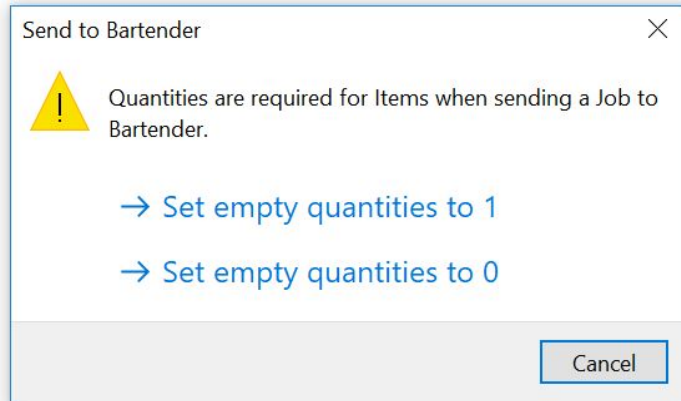 Send to Bartender
Quantities are required for Items when sending a Job to
Bartender.
→ Set empty quantities to 1
→ Set empty quantities to 0
Cancel